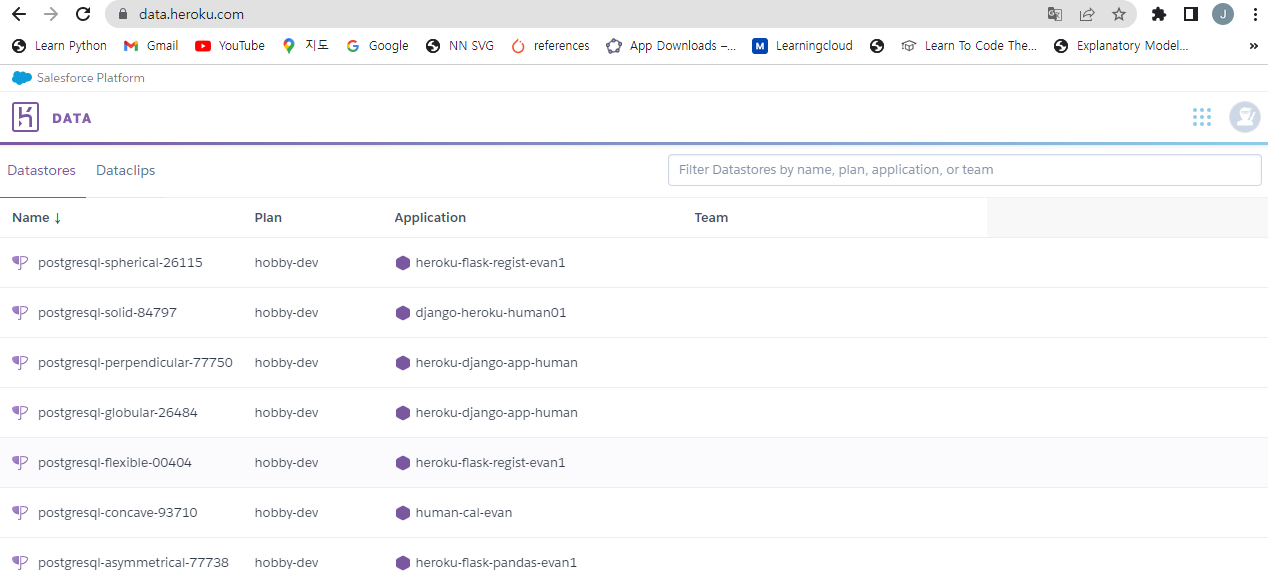 data.heroku.com
J
Learn Python Gmail YouTube 지도 Google NN SVG references App Downloads –... M Learningcloud Learn To Code The... Explanatory Model... »
Salesforce Platform
DATA
Datastores Dataclips Filter Datastores by name, plan, application, or team
Name ↓ Plan Application Team
postgresql-spherical-26115 hobby-dev heroku-flask-regist-evan1
postgresql-solid-84797 hobby-dev django-heroku-human01
postgresql-perpendicular-77750 hobby-dev heroku-django-app-human
postgresql-globular-26484 hobby-dev heroku-django-app-human
postgresql-flexible-00404 hobby-dev heroku-flask-regist-evan1
postgresql-concave-93710 hobby-dev human-cal-evan
postgresql-asymmetrical-77738 hobby-dev heroku-flask-pandas-evan1